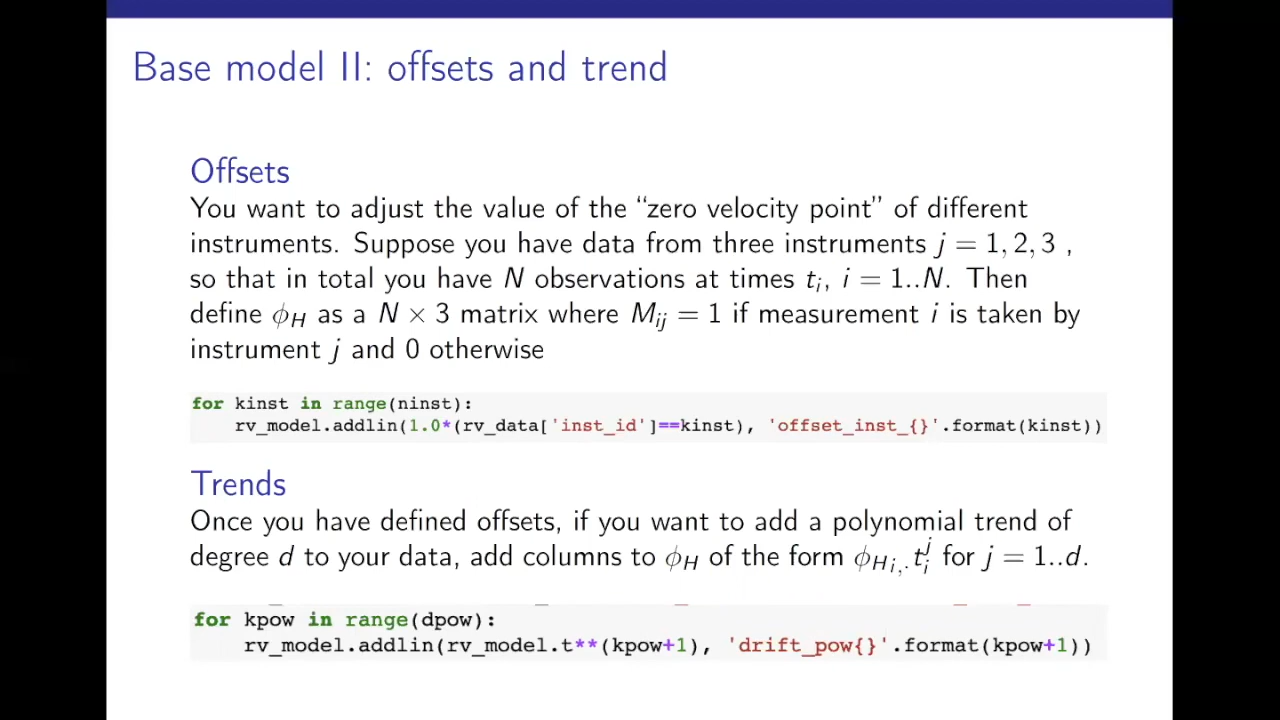 Base model II: offsets and trend
Offsets
You want to adjust the value of the “zero velocity point” of different
instruments. Suppose you have data from three instruments j = 1, 2, 3 ,
so that in total you have N observations at times tᵢ, i = 1..N. Then
define ϕ_H as a N × 3 matrix where M_ij = 1 if measurement i is taken by
instrument j and 0 otherwise
for kinst in range(ninst):
rv_model.addlin(1.0*(rv_data['inst_id']==kinst), 'offset_inst_{}'.format(kinst))
Trends
Once you have defined offsets, if you want to add a polynomial trend of
degree d to your data, add columns to ϕ_H of the form ϕ_{H i,.} t_i^j for j = 1..d.
for kpow in range(dpow):
rv_model.addlin(rv_model.t**(kpow+1), 'drift_pow{}'.format(kpow+1))